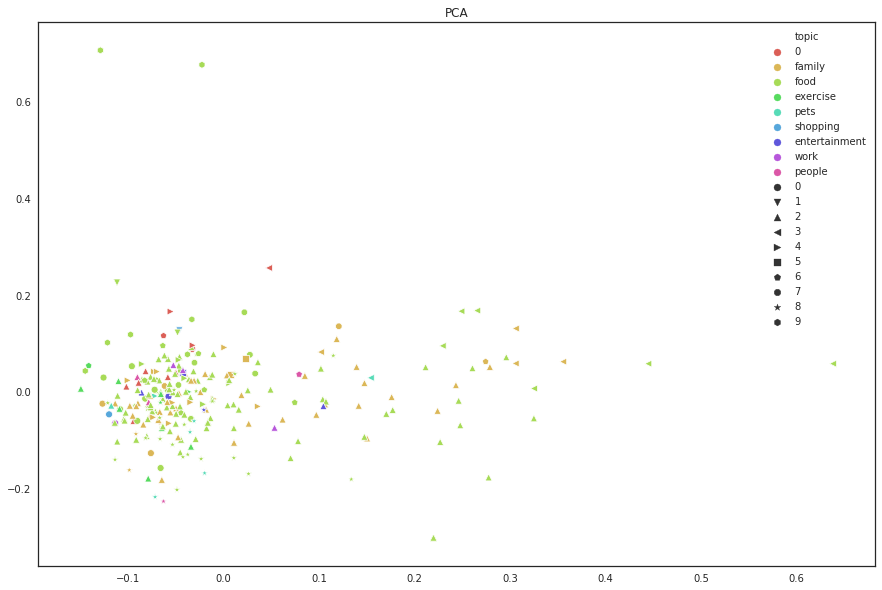 PCA
topic
0
family
food
exercise
pets
shopping
entertainment
work
people
0
1
2
3
4
5
6
7
8
9
0.6
0.4
0.2
0.0
−0.2
−0.1
0.0
0.1
0.2
0.3
0.4
0.5
0.6